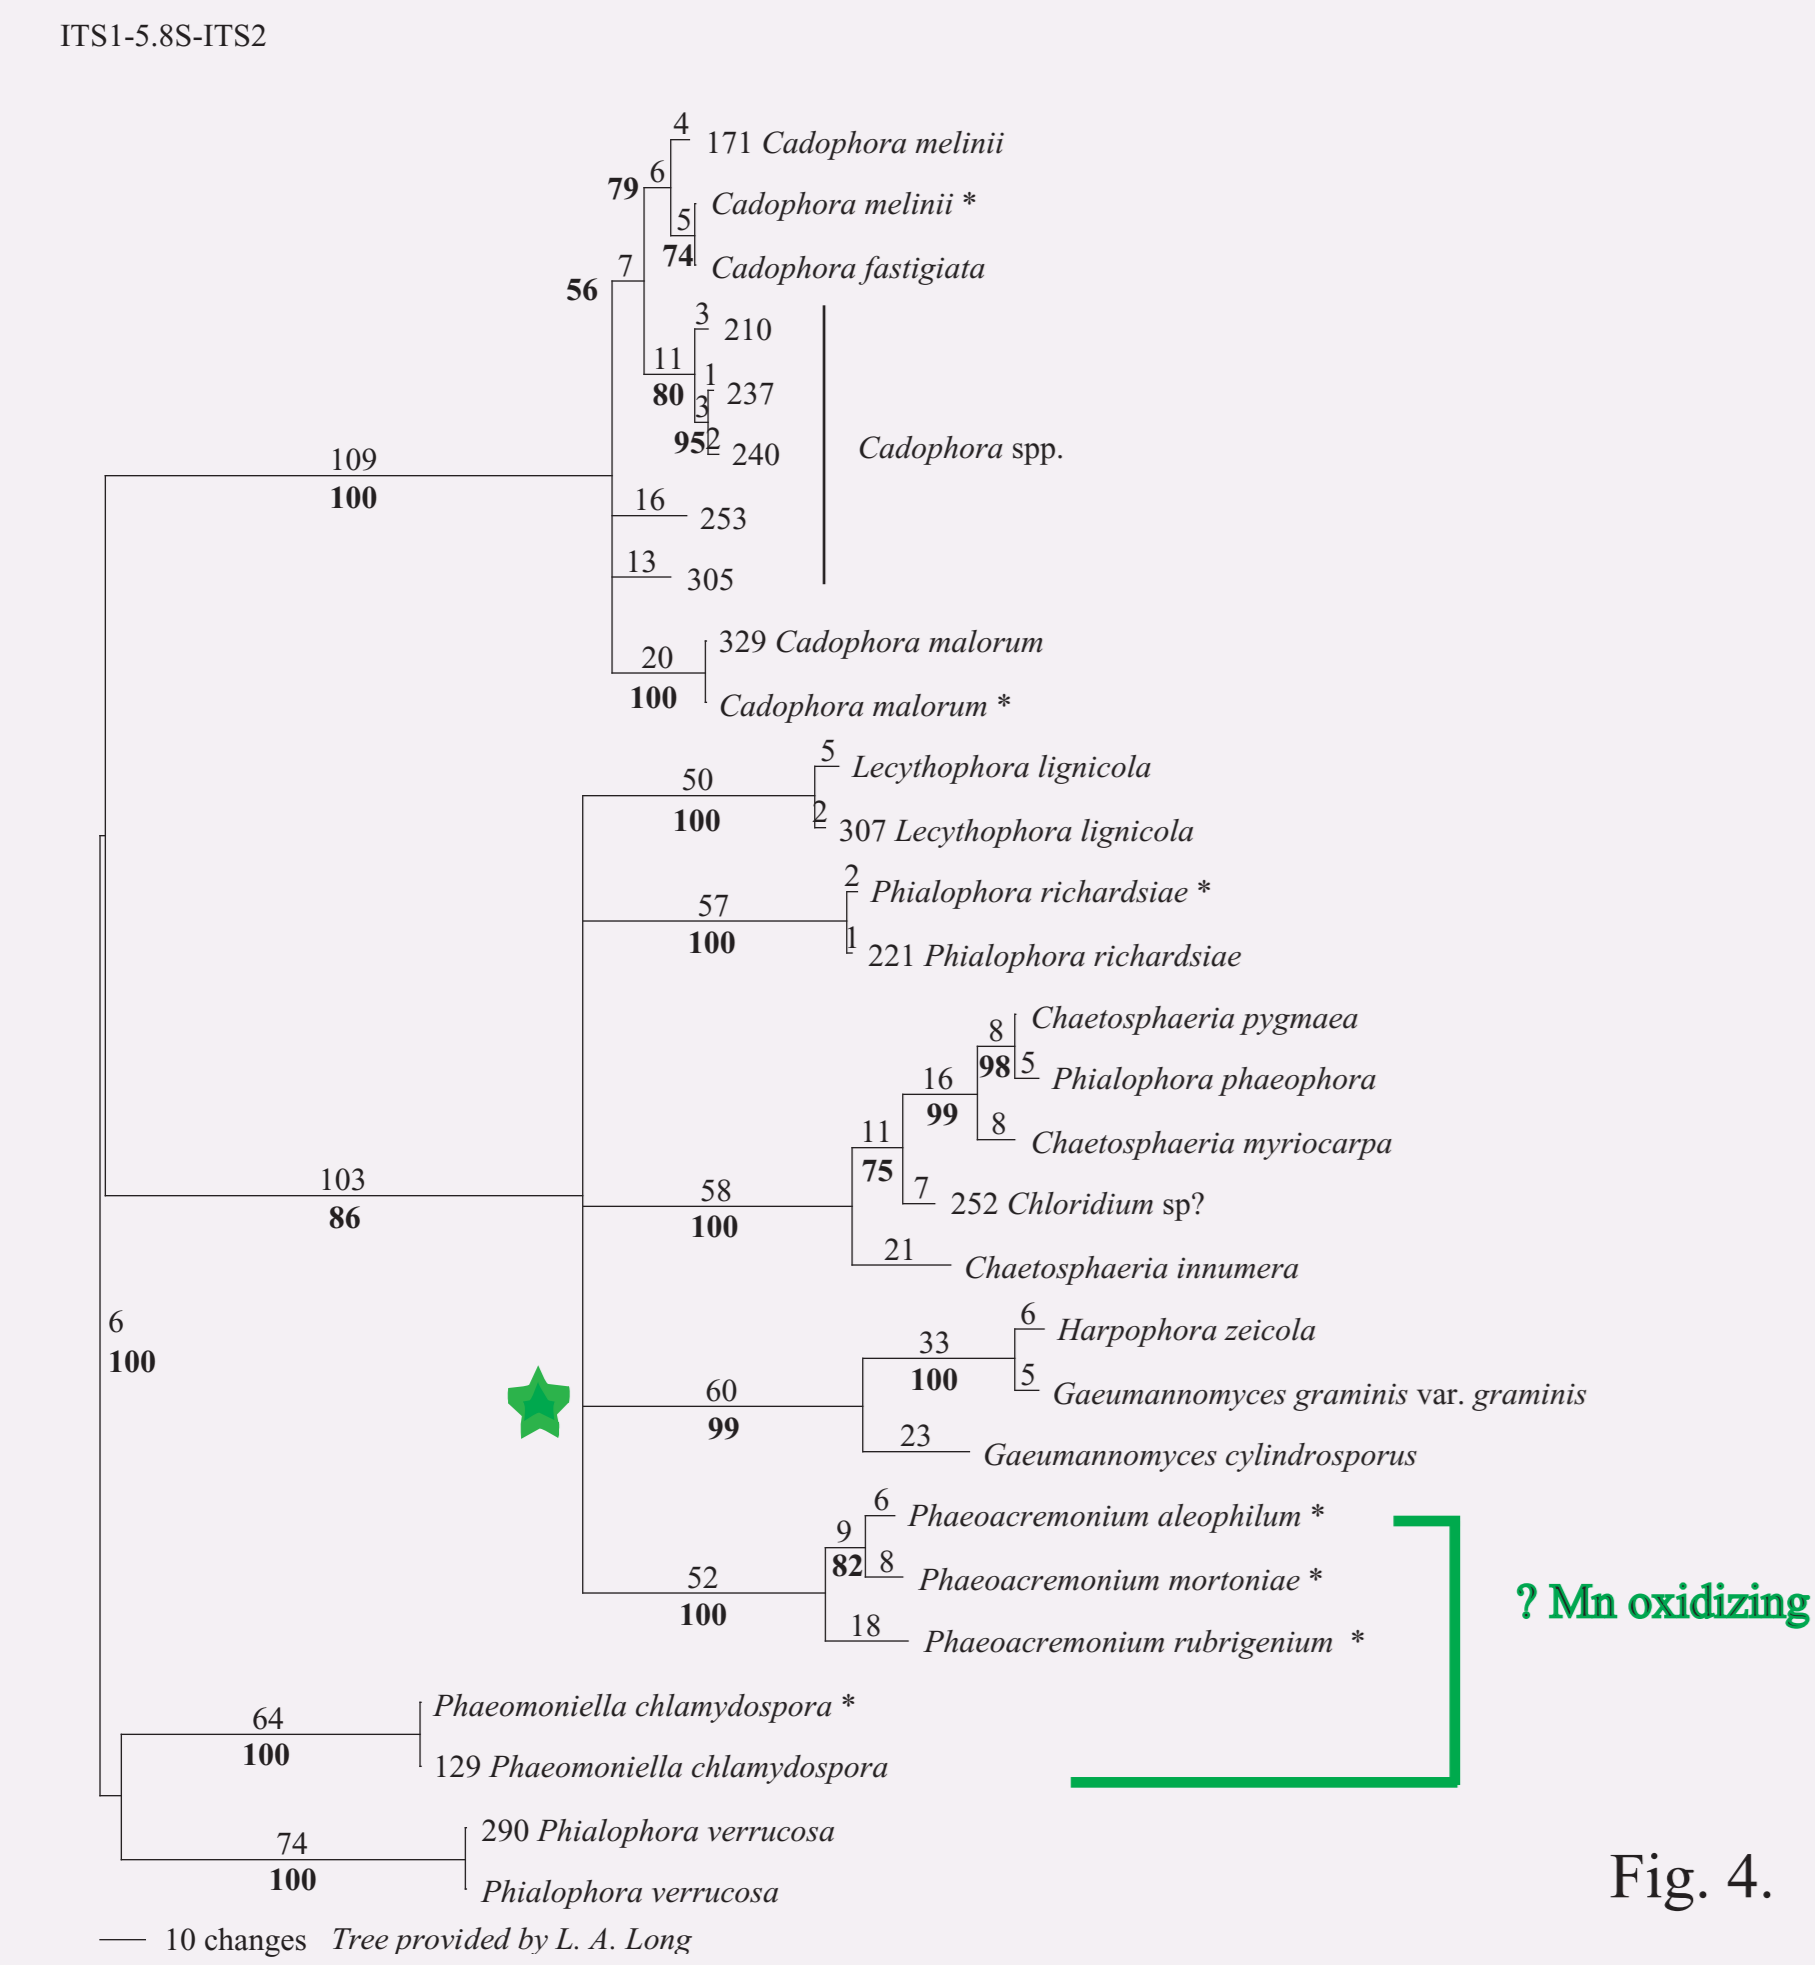 ITS1-5.8S-ITS2
4
171 Cadophora melinii
6
79
Cadophora melinii *
5
74
Cadophora fastigiata
7
56
3
210
11
80
1
237
3
95
2
240
Cadophora spp.
109
100
16
253
13
305
329 Cadophora malorum
20
100
Cadophora malorum *
5
Lecythophora lignicola
50
100
2
307 Lecythophora lignicola
2
Phialophora richardsiae *
57
100
1
221 Phialophora richardsiae
Chaetosphaeria pygmaea
8
98
5
Phialophora phaeophora
16
99
8
Chaetosphaeria myriocarpa
11
75
7
252 Chloridium sp?
103
86
58
100
21
Chaetosphaeria innumera
6
100
6
Harpophora zeicola
33
100
5
Gaeumannomyces graminis var. graminis
60
99
23
Gaeumannomyces cylindrosporus
6
Phaeoacremonium aleophilum *
9
82
8
Phaeoacremonium mortoniae *
? Mn oxidizing
52
100
18
Phaeoacremonium rubrigenium *
Phaeomoniella chlamydospora *
64
100
129 Phaeomoniella chlamydospora
290 Phialophora verrucosa
74
100
Phialophora verrucosa
Fig. 4.
10 changes Tree provided by L. A. Long